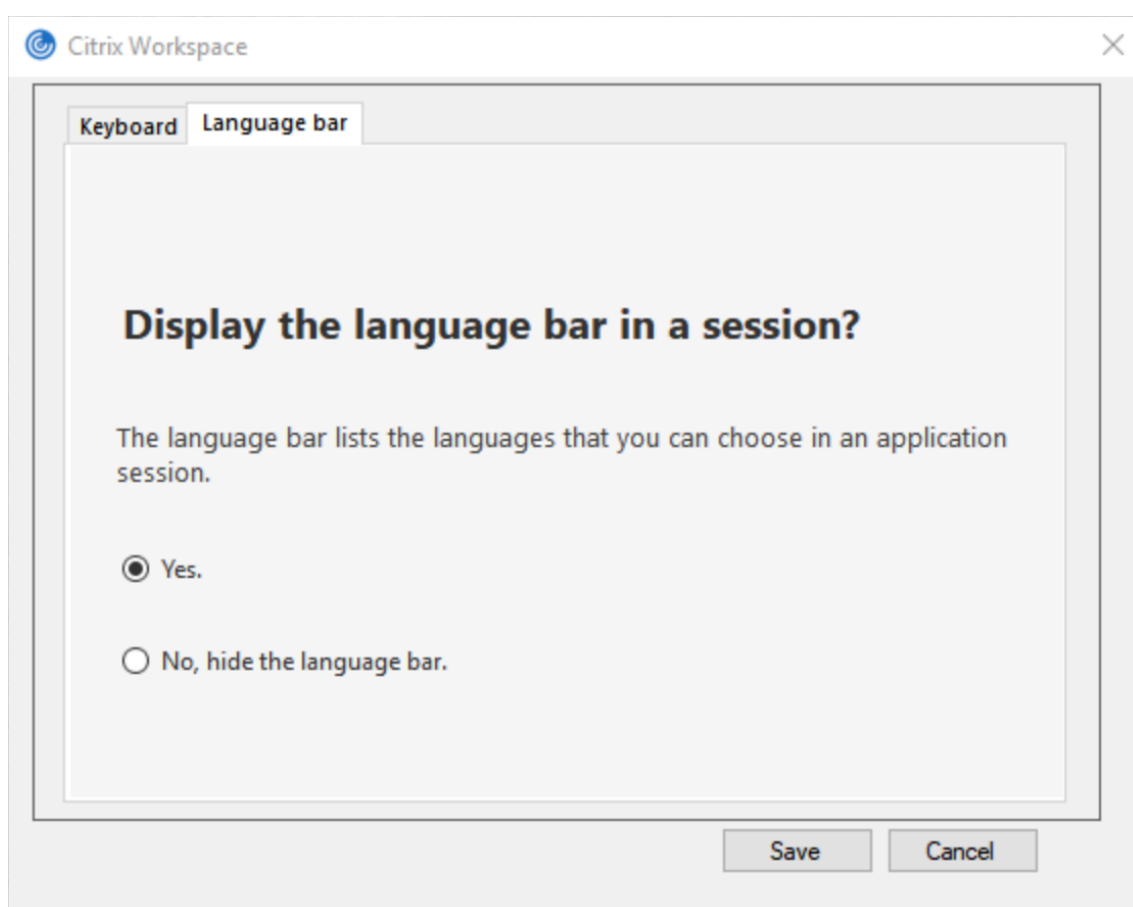 Citrix Workspace
Keyboard
Language bar
Display the language bar in a session?
The language bar lists the languages that you can choose in an application
session.
Yes.
No, hide the language bar.
Save
Cancel